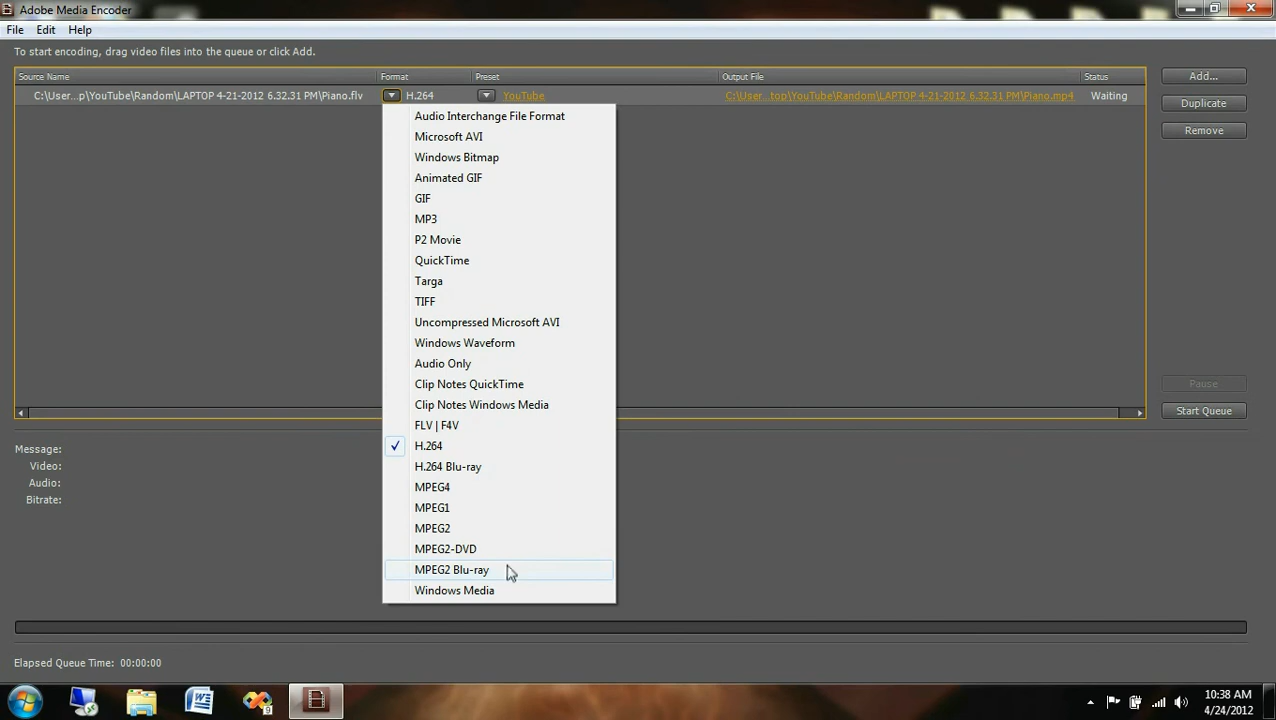 Adobe Media Encoder
File Edit Help
To start encoding, drag video files into the queue or click Add.
Source Name Format Preset Output File Status
C:\User...p\YouTube\Random\LAPTOP 4-21-2012 6.32.31 PM\Piano.flv H.264 YouTube C:\User...top\YouTube\Random\LAPTOP 4-21-2012 6.32.31 PM\Piano.mp4 Waiting
Add...
Duplicate
Remove
Audio Interchange File Format
Microsoft AVI
Windows Bitmap
Animated GIF
GIF
MP3
P2 Movie
QuickTime
Targa
TIFF
Uncompressed Microsoft AVI
Windows Waveform
Audio Only
Clip Notes QuickTime
Clip Notes Windows Media
FLV | F4V
H.264
H.264 Blu-ray
MPEG4
MPEG1
MPEG2
MPEG2-DVD
MPEG2 Blu-ray
Windows Media
Pause
Start Queue
Message:
Video:
Audio:
Bitrate:
Elapsed Queue Time: 00:00:00
9
10:38 AM
4/24/2012